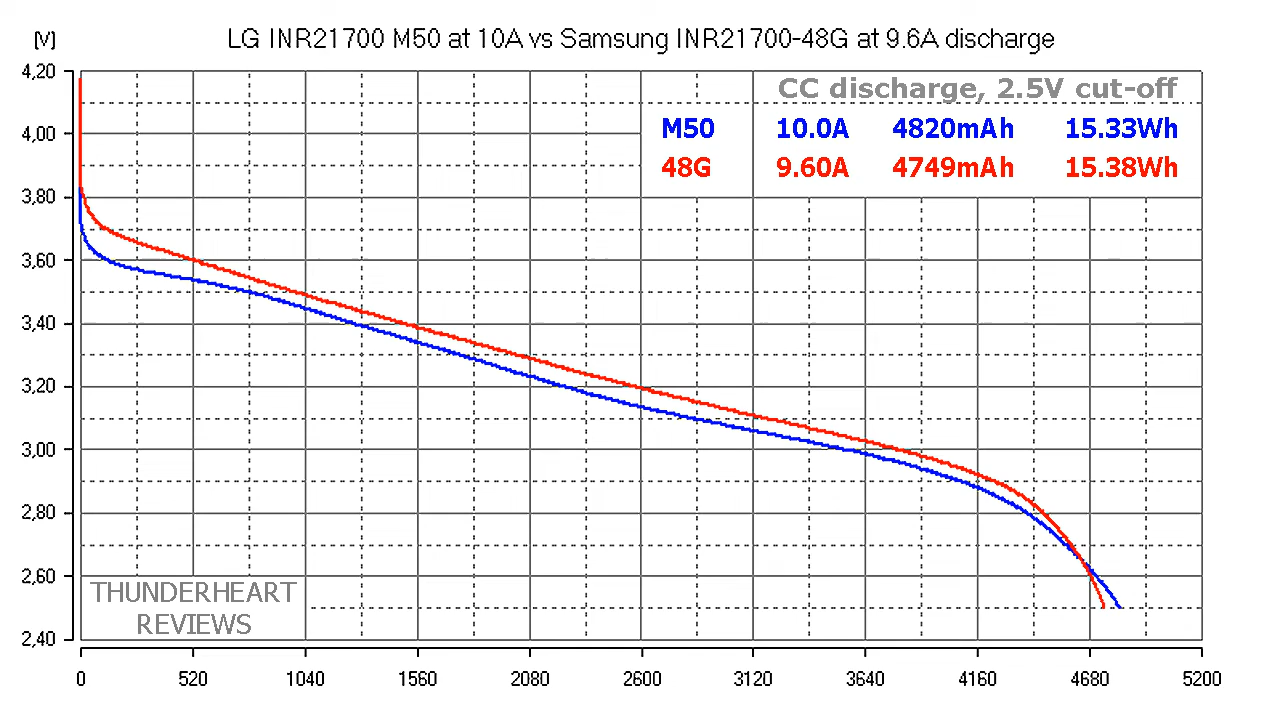 LG INR21700 M50 at 10A vs Samsung INR21700-48G at 9.6A discharge
[V]
4,20
CC discharge, 2.5V cut-off
M50 10.0A 4820mAh 15.33Wh
4,00
48G 9.60A 4749mAh 15.38Wh
3,80
3,60
3,40
3,20
3,00
2,80
2,60
THUNDERHEART
REVIEWS
2,40
0 520 1040 1560 2080 2600 3120 3640 4160 4680 5200